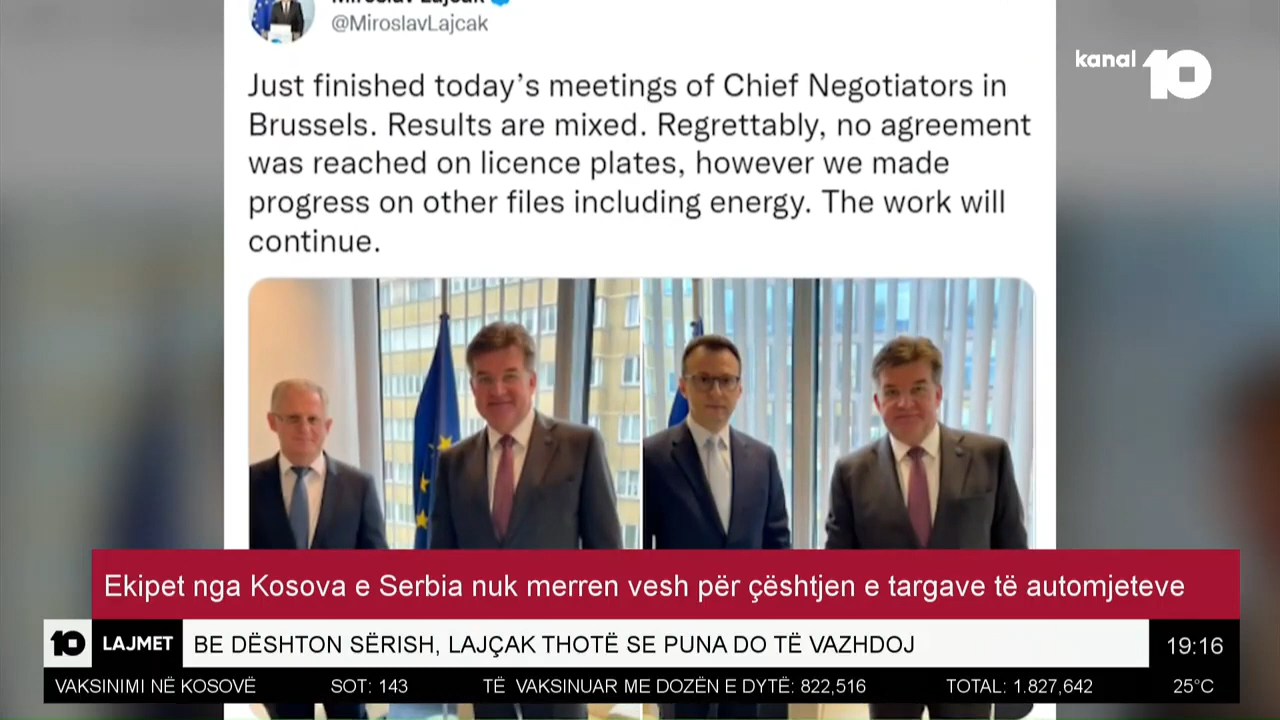 Miroslav Lajcak
@MiroslavLajcak
kanal 10
Just finished today's meetings of Chief Negotiators in
Brussels. Results are mixed. Regrettably, no agreement
was reached on licence plates, however we made
progress on other files including energy. The work will
continue.
Ekipet nga Kosova e Serbia nuk merren vesh për çështjen e targave të automjeteve
10 LAJMET BE DËSHTON SËRISH, LAJÇAK THOTË SE PUNA DO TË VAZHDOJ 19:16
VAKSINIMI NË KOSOVË SOT: 143 TË VAKSINUAR ME DOZËN E DYTË: 822,516 TOTAL: 1.827,642 25°C